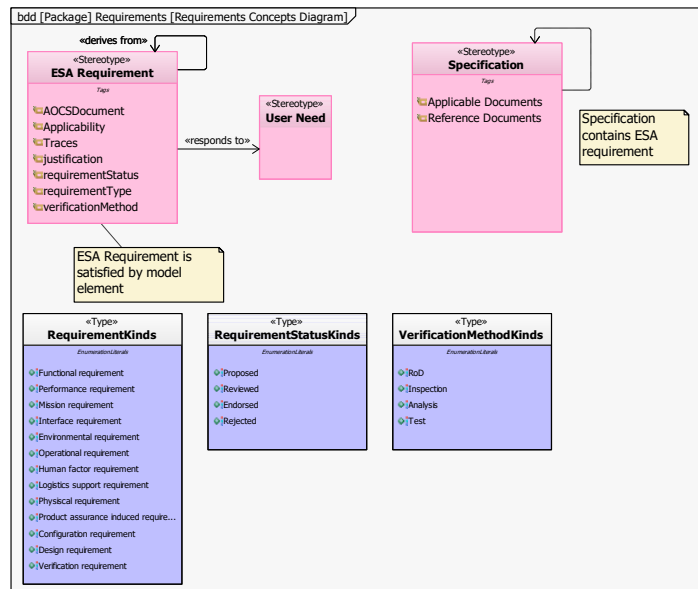 bdd [Package] Requirements [Requirements Concepts Diagram]
«derives from»
«Stereotype»
ESA Requirement
Tags
AOCSDocument
Applicability
Traces
justification
requirementStatus
requirementType
verificationMethod
«responds to»
«Stereotype»
User Need
«Stereotype»
Specification
Tags
Applicable Documents
Reference Documents
Specification
contains ESA
requirement
ESA Requirement is
satisfied by model
element
«Type»
RequirementKinds
EnumerationLiterals
Functional requirement
Performance requirement
Mission requirement
Interface requirement
Environmental requirement
Operational requirement
Human factor requirement
Logistics support requirement
Physical requirement
Product assurance induced require...
Configuration requirement
Design requirement
Verification requirement
«Type»
RequirementStatusKinds
EnumerationLiterals
Proposed
Reviewed
Endorsed
Rejected
«Type»
VerificationMethodKinds
EnumerationLiterals
RoD
Inspection
Analysis
Test